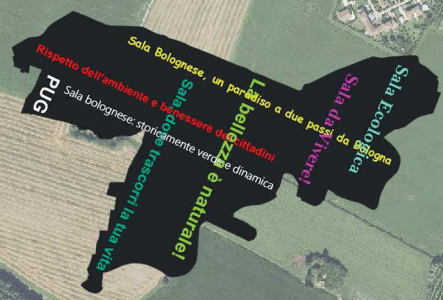 Sala Bolognese, un paradiso a due passi da Bologna
Rispetto dell'ambiente e benessere dei cittadini
PUG
Sala bolognese: storicamente verde e dinamica
Sala dove trascorri la tua vita
La bellezza è naturale!
Sala da Vivere!
Sala Ecologica